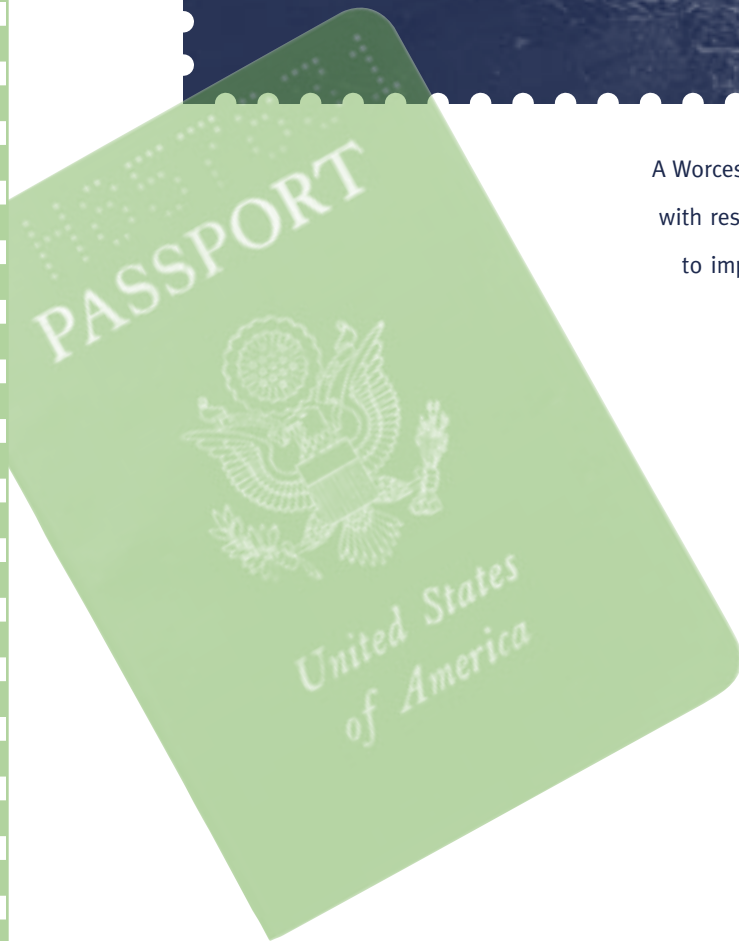 PASSPORT
United States
of America
A Worces
with res
to imp